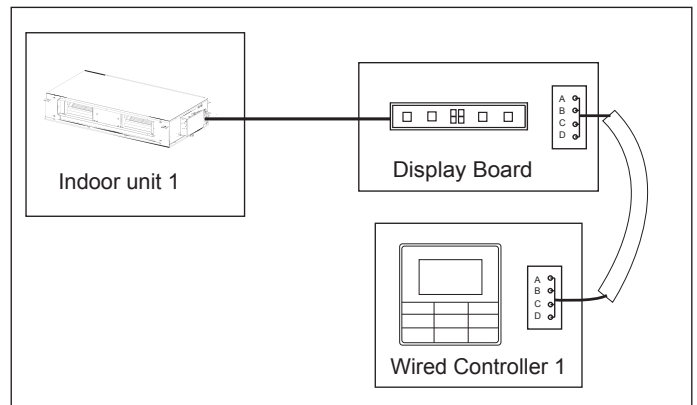 Indoor unit 1
Display Board
A
B
C
D
Wired Controller 1
A
B
C
D